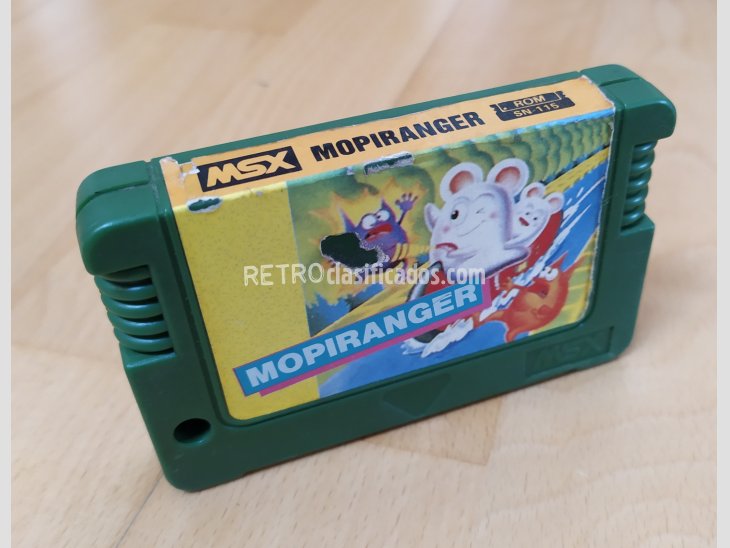 MSX MOPIRANGER
ROM
SN-115
RETROclasificados.com
MOPIRANGER
MSX